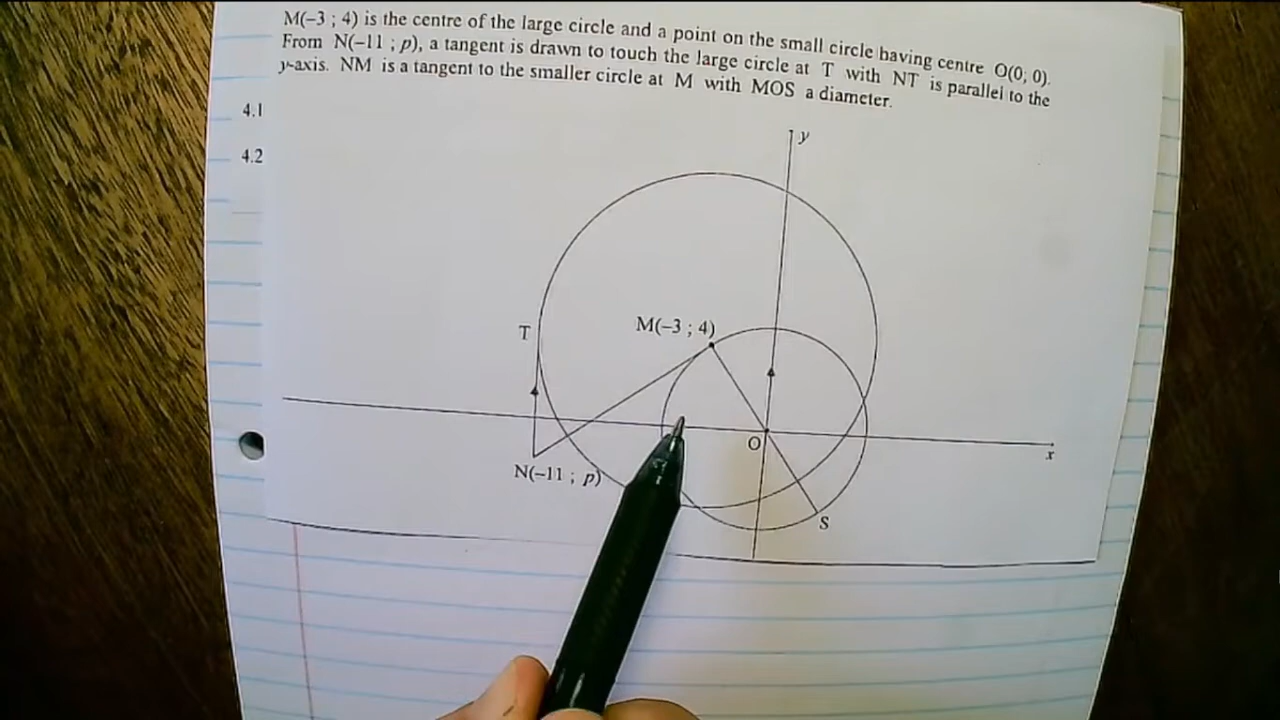 M(−3 ; 4) is the centre of the large circle and a point on the small circle having centre O(0; 0).
From N(−11 ; p), a tangent is drawn to touch the large circle at T with NT is parallel to the
y-axis. NM is a tangent to the smaller circle at M with MOS a diameter.
4.1
4.2
y
T
M(−3 ; 4)
O
x
N(−11 ; p)
S